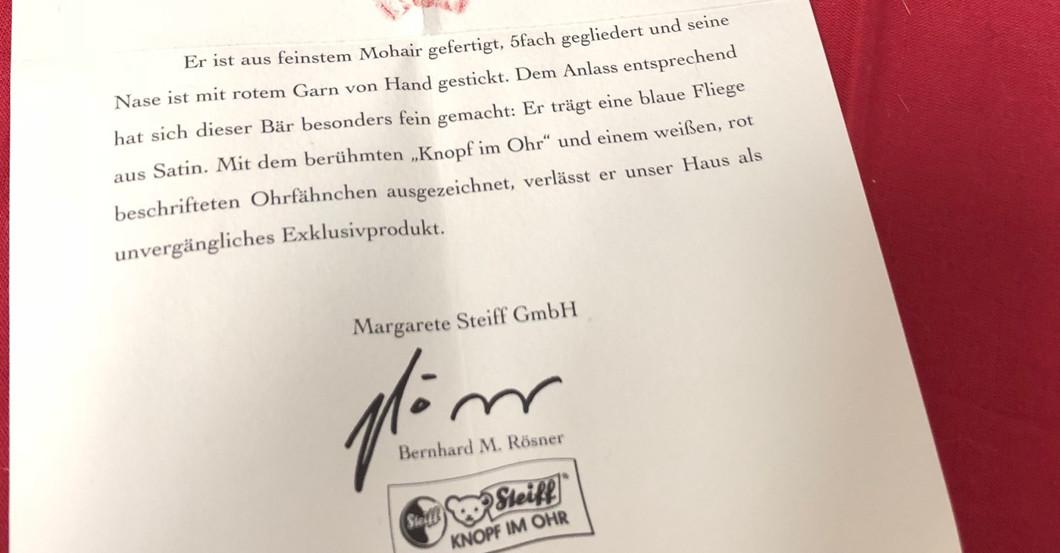 Er ist aus feinstem Mohair gefertigt, 5fach gegliedert und seine
Nase ist mit rotem Garn von Hand gestickt. Dem Anlass entsprechend
hat sich dieser Bär besonders fein gemacht: Er trägt eine blaue Fliege
aus Satin. Mit dem berühmten „Knopf im Ohr“ und einem weißen, rot
beschrifteten Ohrfähnchen ausgezeichnet, verlässt er unser Haus als
unvergängliches Exklusivprodukt.
Margarete Steiff GmbH
Bernhard M. Rösner
Steiff
Steiff
KNOPF IM OHR